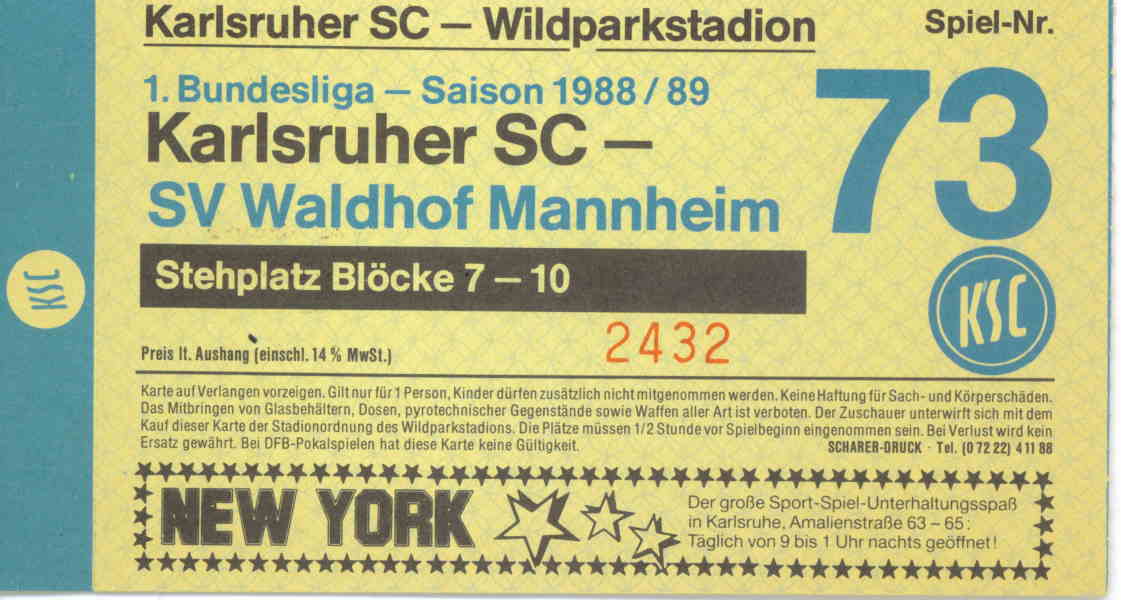 Karlsruher SC – Wildparkstadion
Spiel-Nr.
1. Bundesliga – Saison 1988 / 89
73
Karlsruher SC –
SV Waldhof Mannheim
Stehplatz Blöcke 7 – 10
KSC
KSC
2432
Preis lt. Aushang (einschl. 14 % MwSt.)
Karte auf Verlangen vorzeigen. Gilt nur für 1 Person, Kinder dürfen zusätzlich nicht mitgenommen werden. Keine Haftung für Sach- und Körperschäden.
Das Mitbringen von Glasbehältern, Dosen, pyrotechnischer Gegenstände sowie Waffen aller Art ist verboten. Der Zuschauer unterwirft sich mit dem
Kauf dieser Karte der Stadionordnung des Wildparkstadions. Die Plätze müssen 1/2 Stunde vor Spielbeginn eingenommen sein. Bei Verlust wird kein
Ersatz gewährt. Bei DFB-Pokalspielen hat diese Karte keine Gültigkeit.
SCHARER-DRUCK · Tel. (0 72 22) 4 11 88
NEW YORK
Der große Sport-Spiel-Unterhaltungsspaß
in Karlsruhe, Amalienstraße 63 – 65:
Täglich von 9 bis 1 Uhr nachts geöffnet!